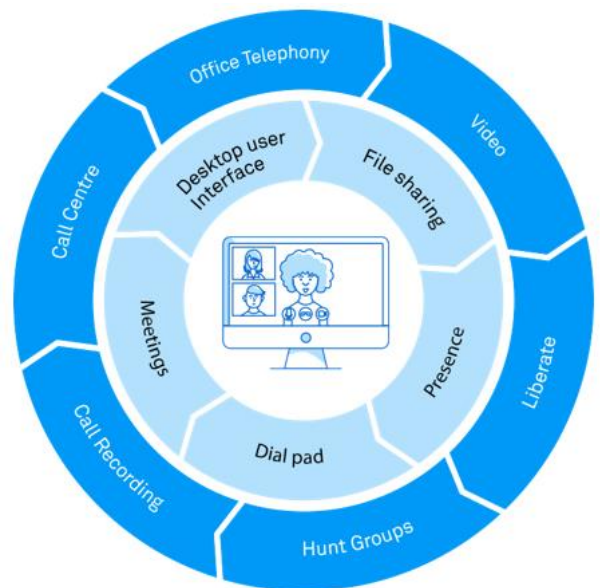 Office Telephony
Video
Liberate
Hunt Groups
Call Recording
Call Centre
Desktop user
Interface
File sharing
Presence
Dial pad
Meetings